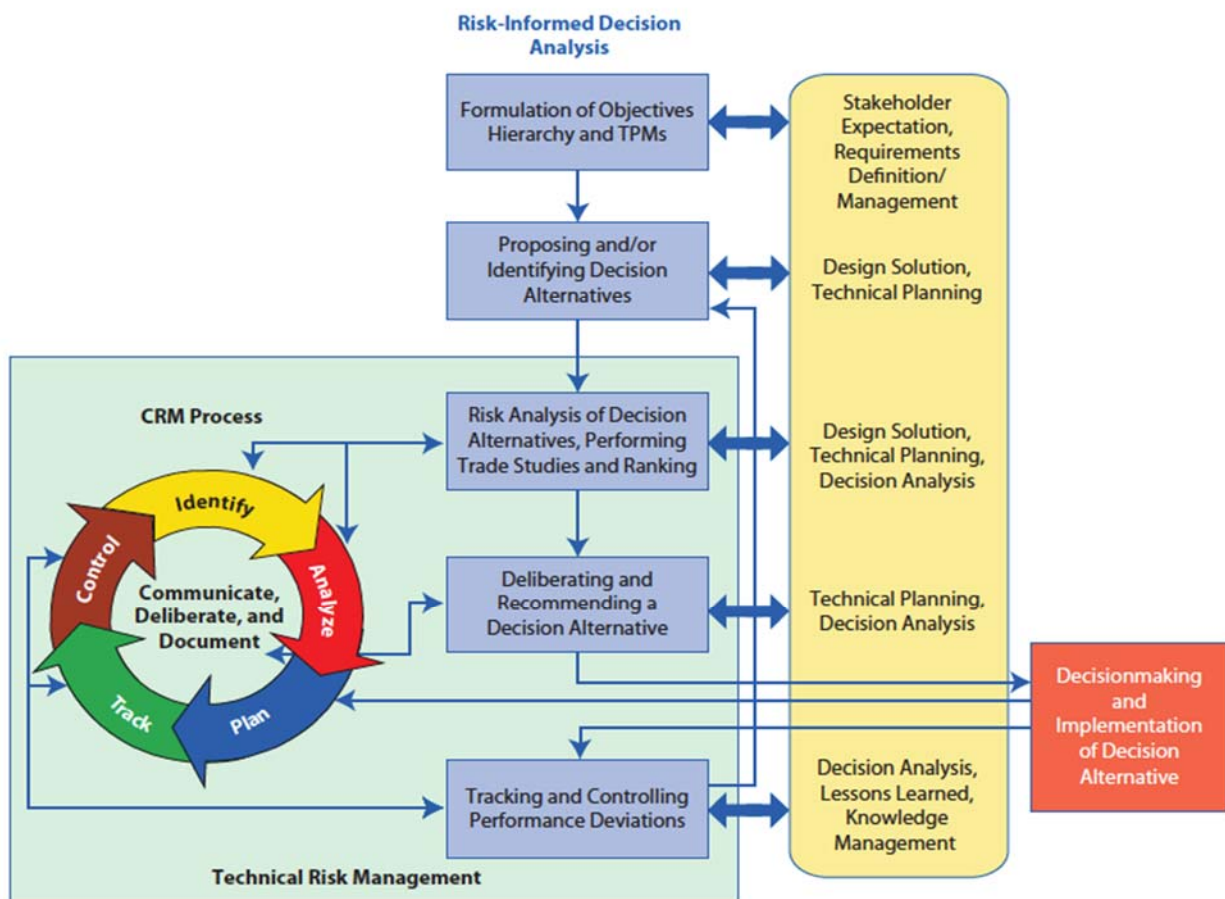 Risk-Informed Decision
Analysis
Formulation of Objectives
Hierarchy and TPMs
Stakeholder
Expectation,
Requirements
Definition/
Management
Proposing and/or
Identifying Decision
Alternatives
Design Solution,
Technical Planning
CRM Process
Risk Analysis of Decision
Alternatives, Performing
Trade Studies and Ranking
Design Solution,
Technical Planning,
Decision Analysis
Identify
Analyze
Plan
Track
Control
Communicate,
Deliberate, and
Document
Deliberating and
Recommending a
Decision Alternative
Technical Planning,
Decision Analysis
Decisionmaking
and
Implementation
of Decision
Alternative
Tracking and Controlling
Performance Deviations
Decision Analysis,
Lessons Learned,
Knowledge
Management
Technical Risk Management